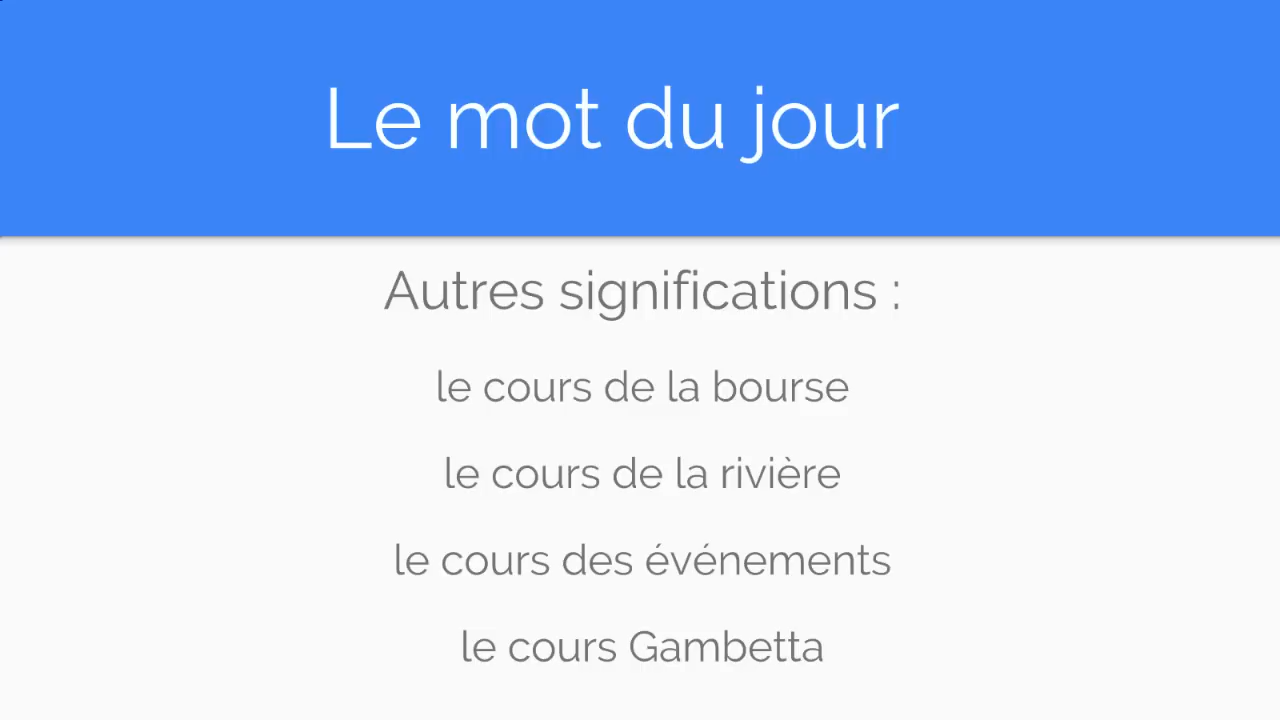 Le mot du jour
Autres significations :
le cours de la bourse
le cours de la rivière
le cours des événements
le cours Gambetta